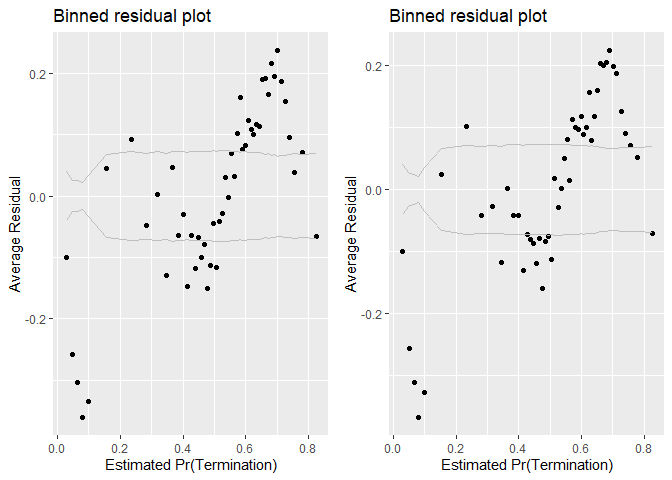 Binned residual plot
0.2
0.0
-0.2
Average Residual
0.0 0.2 0.4 0.6 0.8
Estimated Pr(Termination)
Binned residual plot
0.2
0.0
-0.2
Average Residual
0.0 0.2 0.4 0.6 0.8
Estimated Pr(Termination)